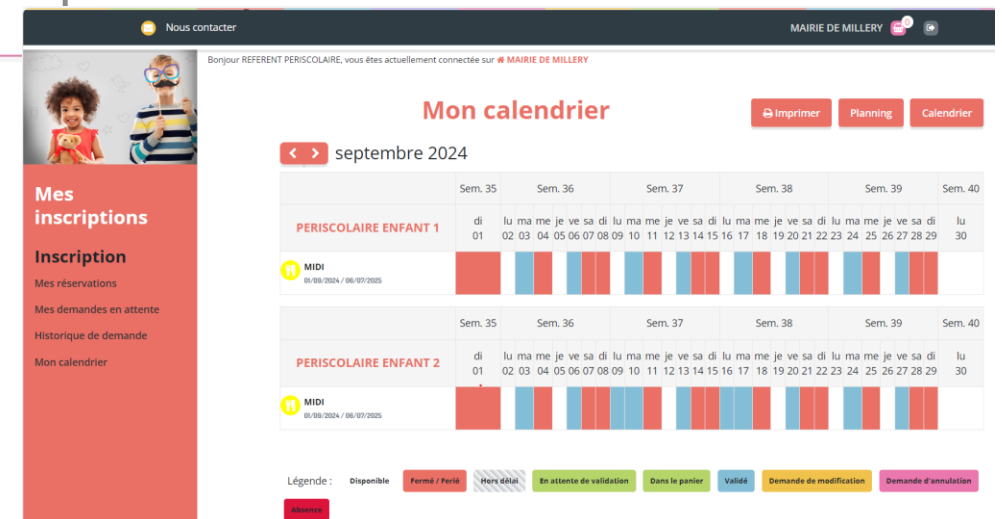 Nous contacter
MAIRIE DE MILLERY 0
Bonjour REFERENT PERISCOLAIRE, vous êtes actuellement connectée sur MAIRIE DE MILLERY
Mon calendrier
Imprimer Planning Calendrier
septembre 2024
Mes
inscriptions
Inscription
Mes réservations
Mes demandes en attente
Historique de demande
Mon calendrier
Sem. 35 Sem. 36 Sem. 37 Sem. 38 Sem. 39 Sem. 40
PERISCOLAIRE ENFANT 1
di lu ma me je ve sa di lu ma me je ve sa di lu ma me je ve sa di lu ma me je ve sa di lu
01 02 03 04 05 06 07 08 09 10 11 12 13 14 15 16 17 18 19 20 21 22 23 24 25 26 27 28 29 30
MIDI
01/09/2024 / 06/07/2025
Sem. 35 Sem. 36 Sem. 37 Sem. 38 Sem. 39 Sem. 40
PERISCOLAIRE ENFANT 2
di lu ma me je ve sa di lu ma me je ve sa di lu ma me je ve sa di lu ma me je ve sa di lu
01 02 03 04 05 06 07 08 09 10 11 12 13 14 15 16 17 18 19 20 21 22 23 24 25 26 27 28 29 30
MIDI
01/09/2024 / 06/07/2025
Légende : Disponible Fermé / Ferié Hors délai En attente de validation Dans le panier Validé Demande de modification Demande d'annulation
Absence